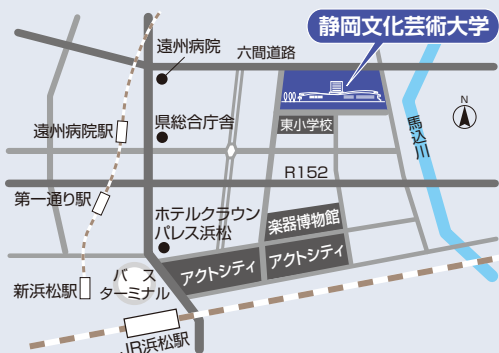 静岡文化芸術大学
遠州病院
六間道路
N
東小学校
県総合庁舎
遠州病院駅
馬込川
R152
第一通り駅
ホテルクラウン
パレス浜松
楽器博物館
アクトシティ
アクトシティ
バス
ターミナル
新浜松駅
JR浜松駅